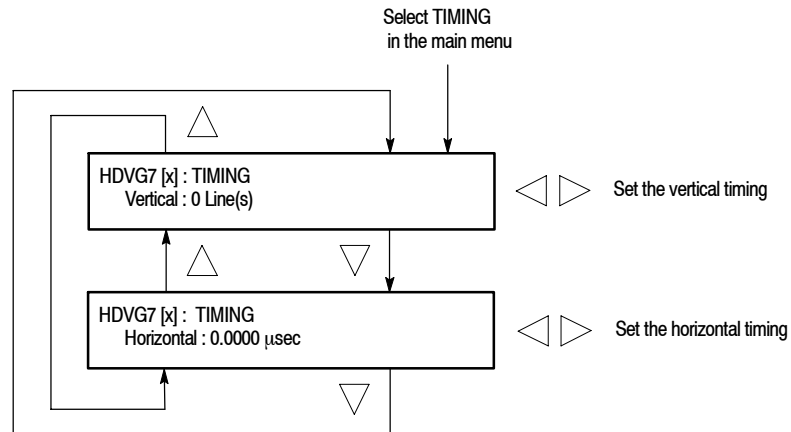 Select TIMING
in the main menu
HDVG7 [x] : TIMING
Vertical : 0 Line(s)
Set the vertical timing
HDVG7 [x] : TIMING
Horizontal : 0.0000 μsec
Set the horizontal timing